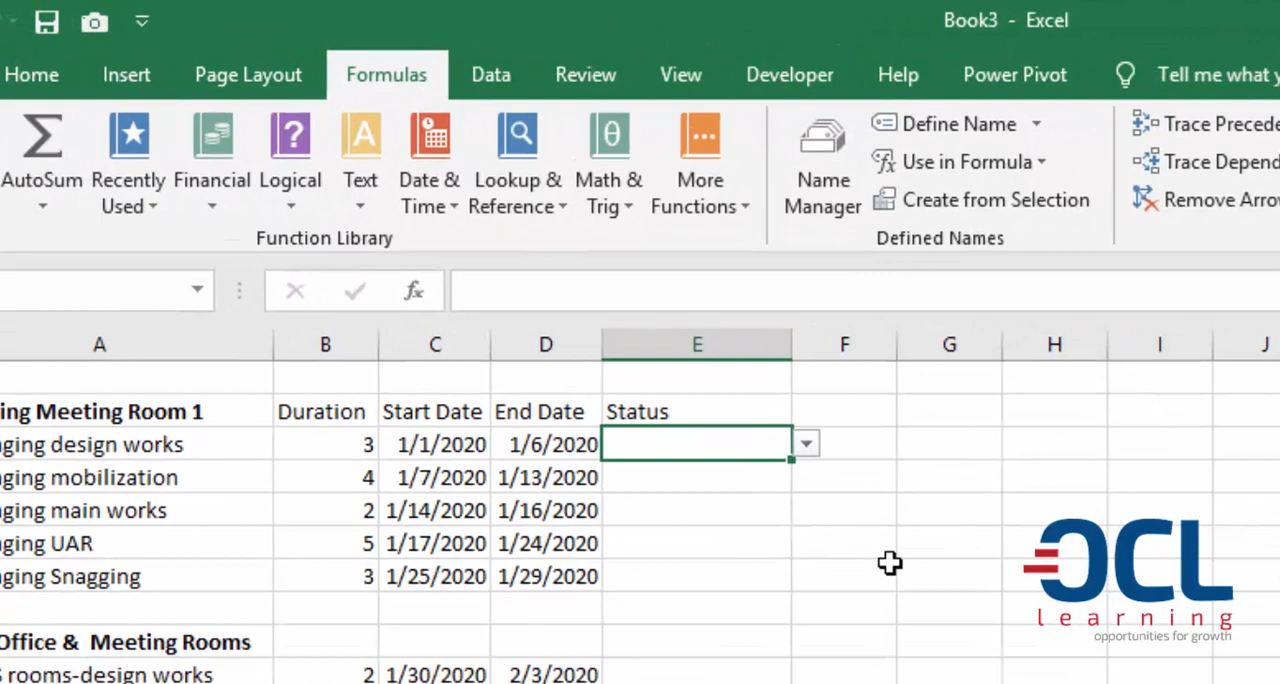 Book3 - Excel
Home Insert Page Layout Formulas Data Review View Developer Help Power Pivot Tell me what y
AutoSum Recently Used Financial Logical Text Date & Time Lookup & Reference Math & Trig More Functions
Function Library
Name Manager
Define Name
Use in Formula
Create from Selection
Defined Names
Trace Precede
Trace Depend
Remove Arro
fx
A B C D E F G H I J
ing Meeting Room 1 Duration Start Date End Date Status
ging design works 3 1/1/2020 1/6/2020
ging mobilization 4 1/7/2020 1/13/2020
ging main works 2 1/14/2020 1/16/2020
ging UAR 5 1/17/2020 1/24/2020
ging Snagging 3 1/25/2020 1/29/2020
Office & Meeting Rooms
rooms-design works 2 1/30/2020 2/3/2020
OCL
learning
opportunities for growth